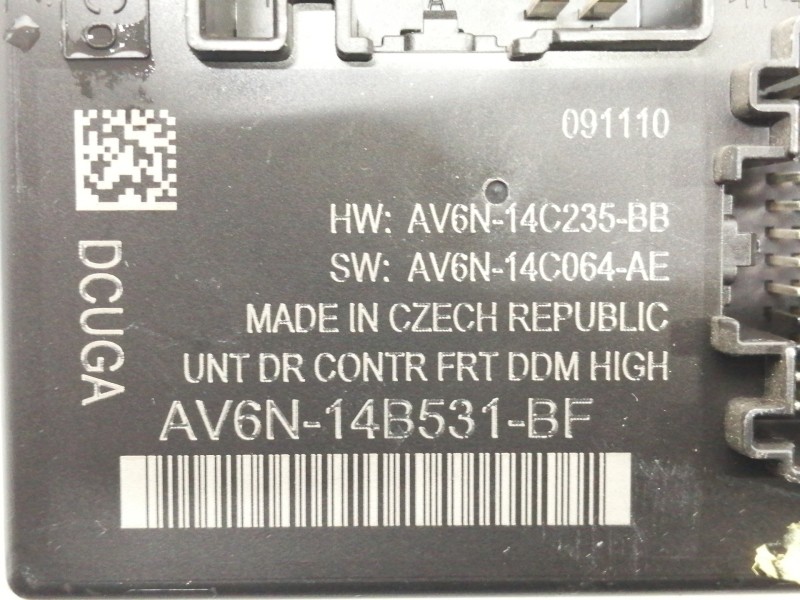 091110
HW: AV6N-14C235-BB
SW: AV6N-14C064-AE
MADE IN CZECH REPUBLIC
UNT DR CONTR FRT DDM HIGH
AV6N-14B531-BF
DCUGA